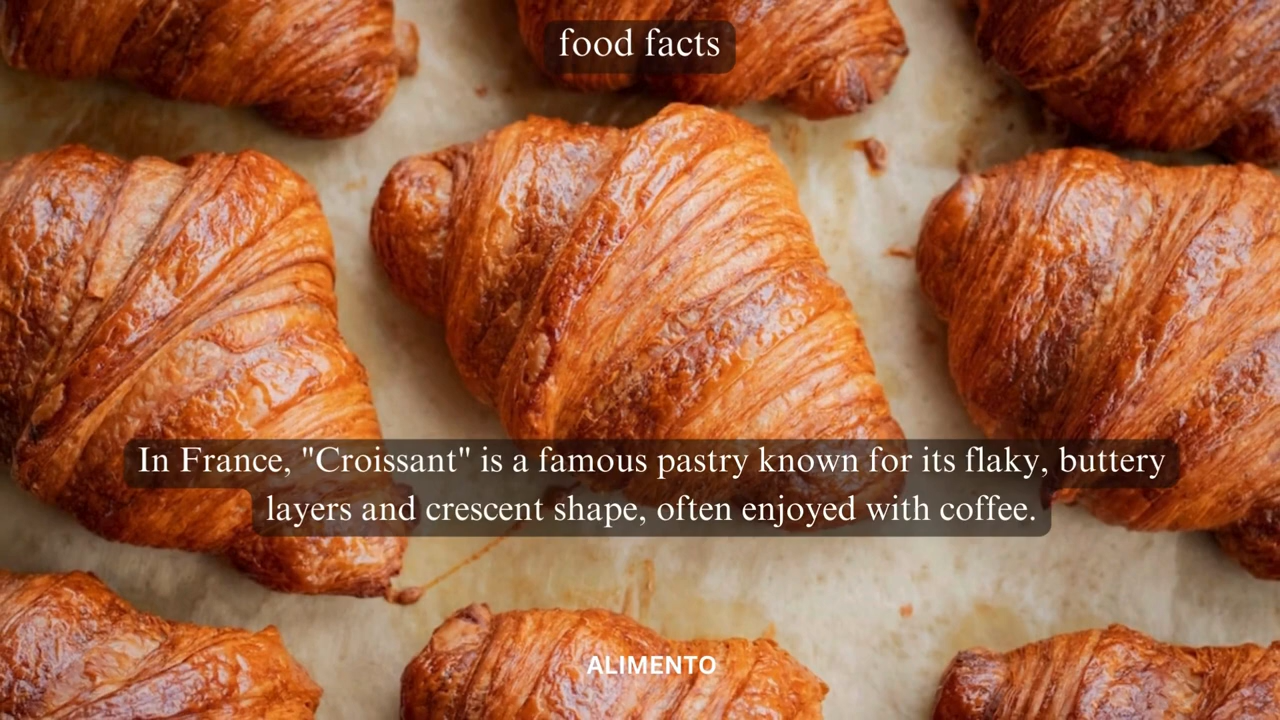 food facts
In France, "Croissant" is a famous pastry known for its flaky, buttery
layers and crescent shape, often enjoyed with coffee.
ALIMENTO